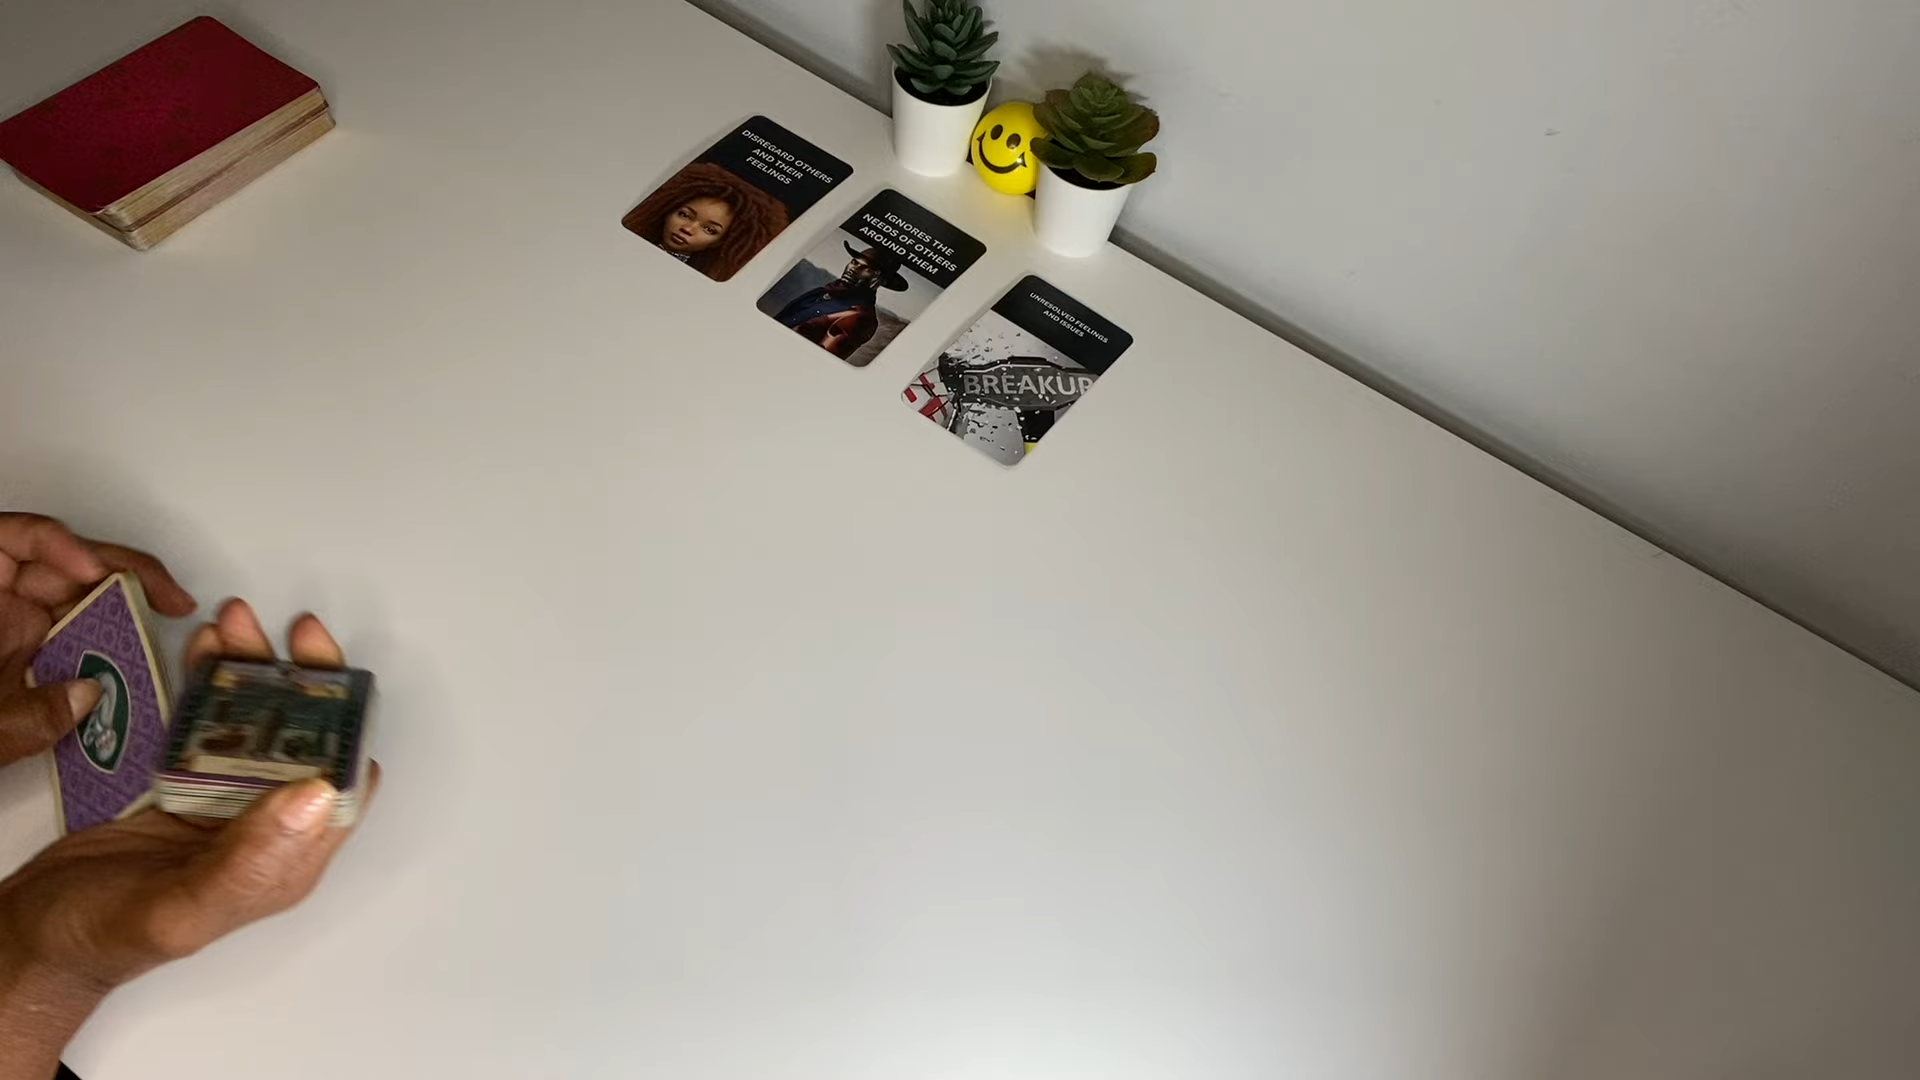 DISREGARD OTHERS
AND THEIR
FEELINGS
IGNORES THE
NEEDS OF OTHERS
AROUND THEM
UNRESOLVED FEELINGS
AND ISSUES
BREAKUP